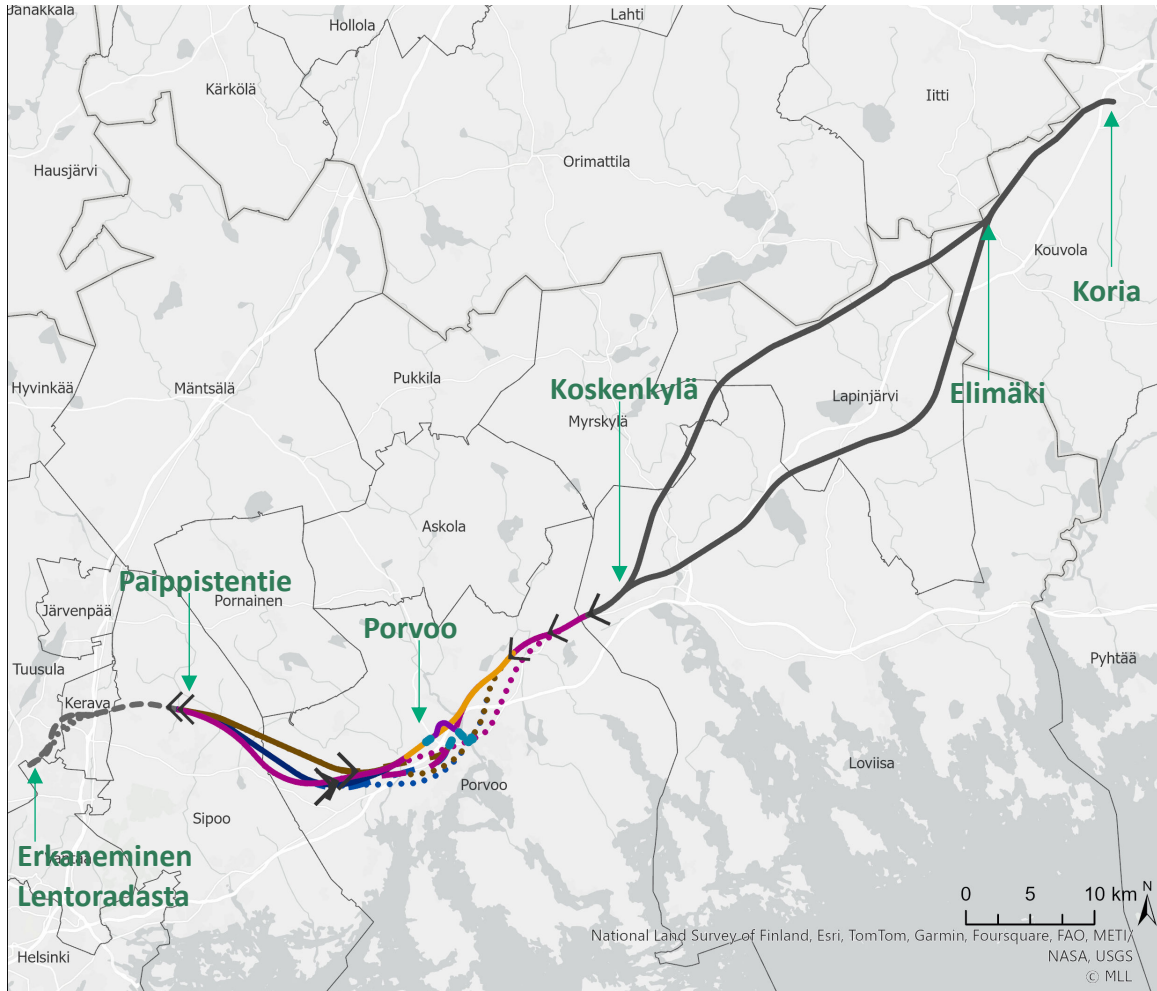 Janakkala
Hollola
Lahti
Kärkölä
Iitti
Hausjärvi
Orimattila
Kouvola
Koria
Hyvinkää
Mäntsälä
Pukkila
Koskenkylä
Myrskylä
Lapinjärvi
Elimäki
Askola
Paippistentie
Pornainen
Järvenpää
Porvoo
Tuusula
Kerava
Pyhtää
Loviisa
Porvoo
Sipoo
Erkaneminen
Vantaa
Lentoradasta
Helsinki
0 5 10 km
N
National Land Survey of Finland, Esri, TomTom, Garmin, Foursquare, FAO, METI/
NASA, USGS
© MLL